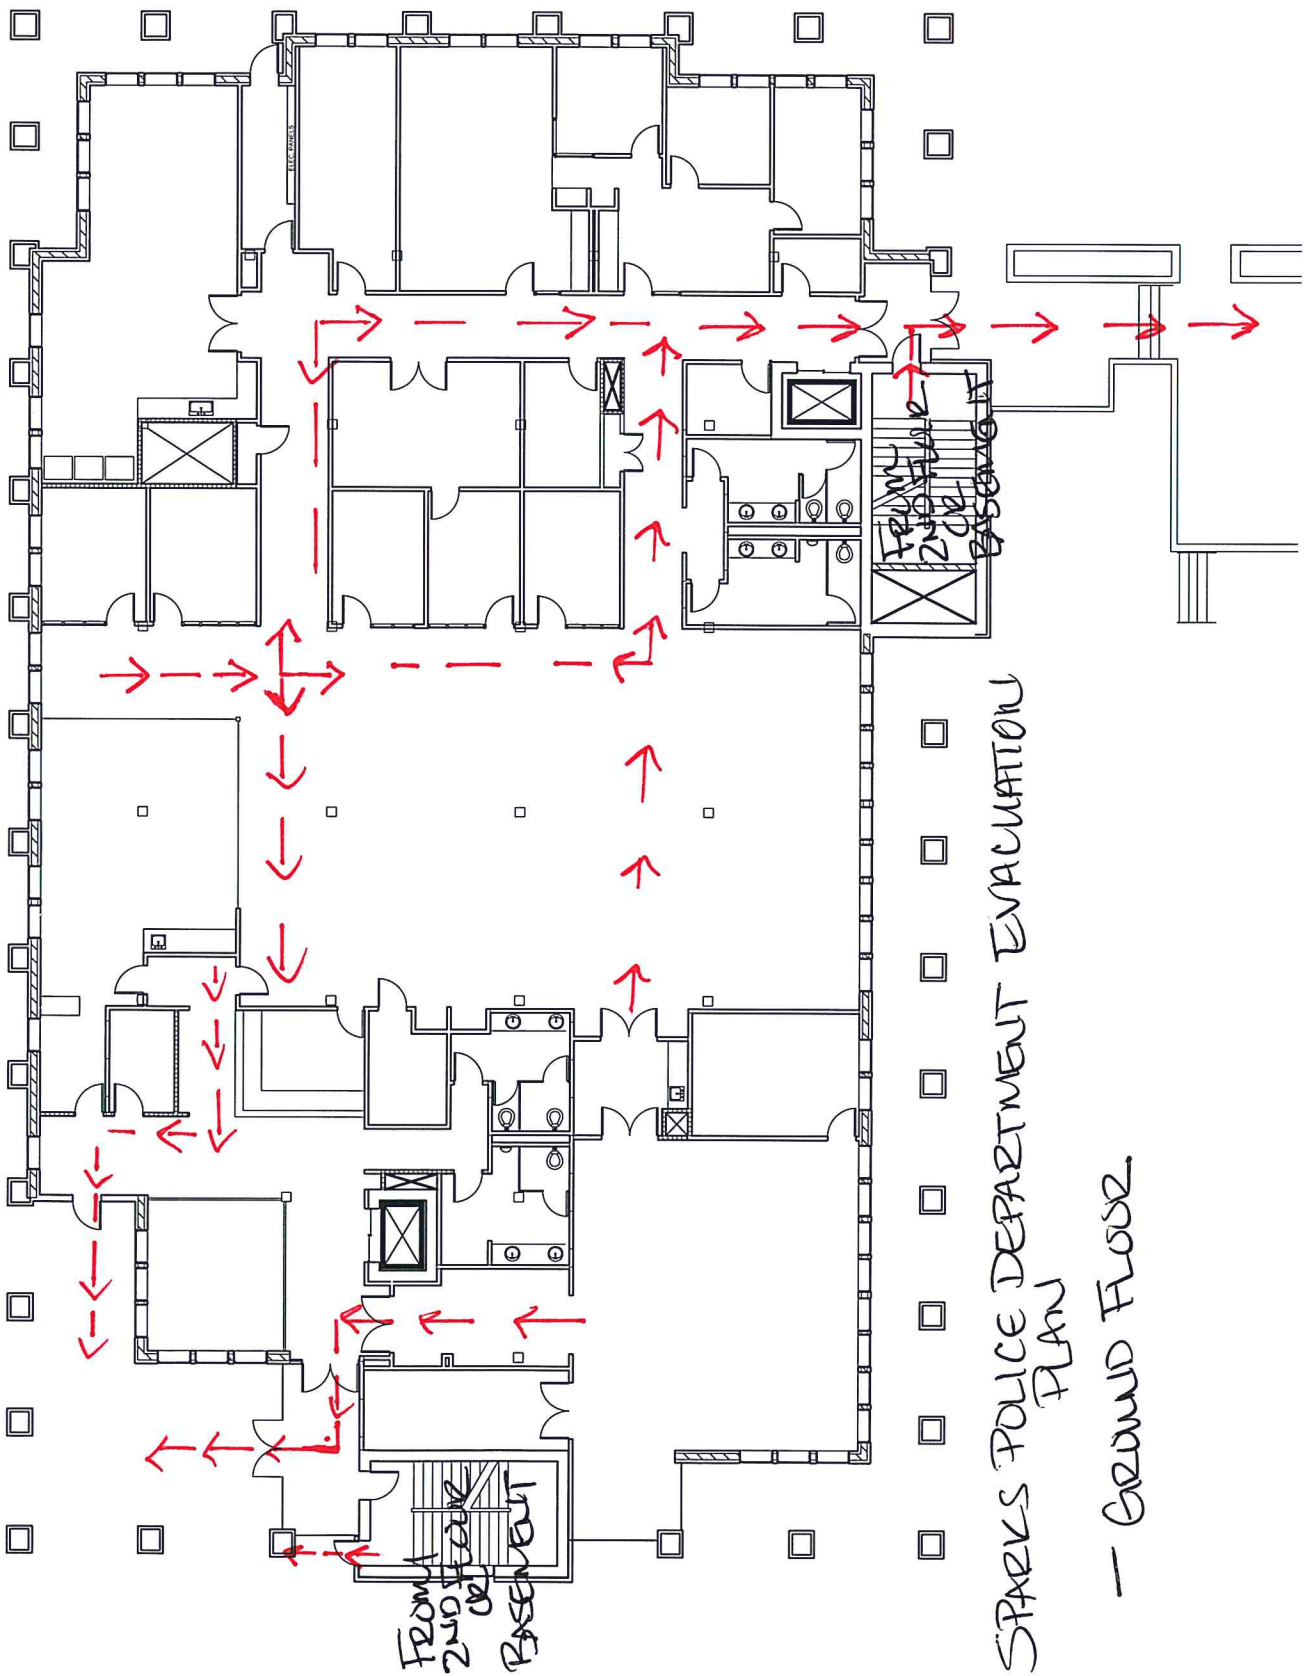 ELEC. PANELS
FROM
2ND FLOOR
OR
BASEMENT
FROM
2ND FLOOR
OR
BASEMENT
SPARKS POLICE DEPARTMENT EVACUATION
PLAN
— GROUND FLOOR